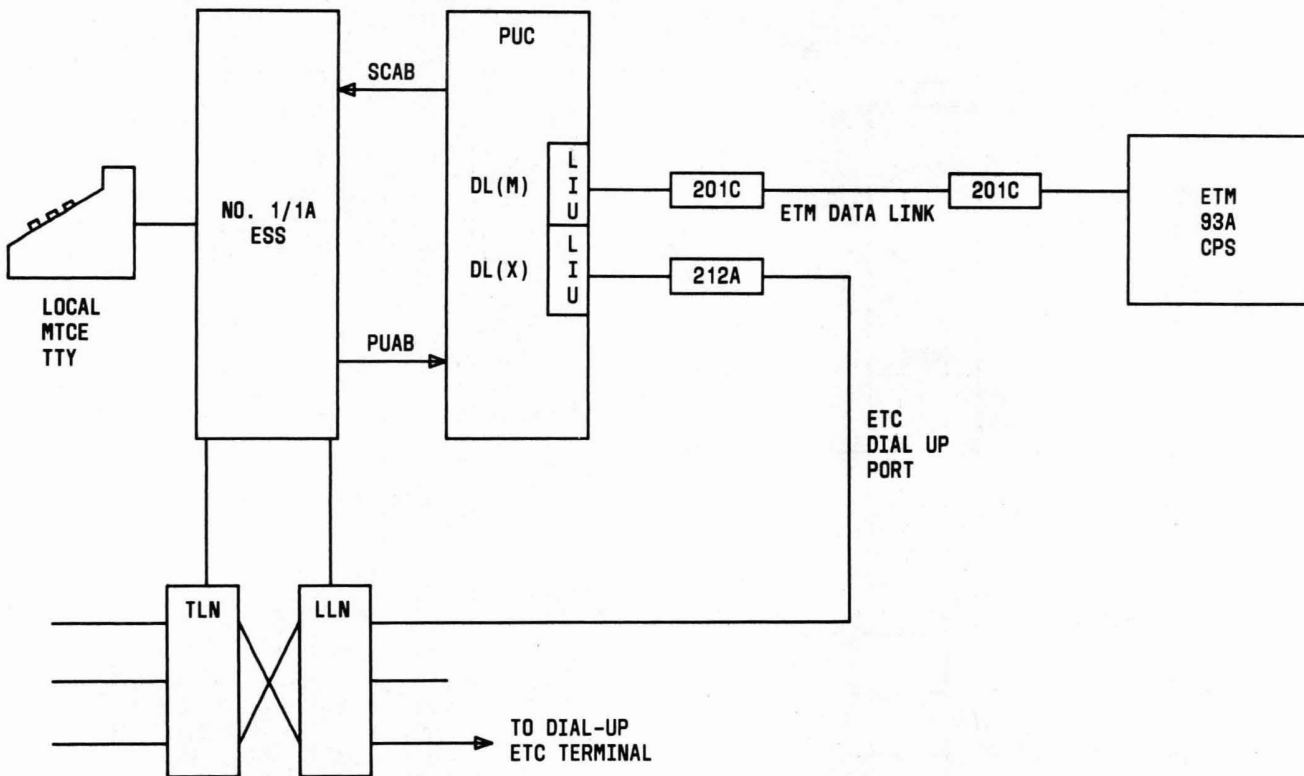 PUC
SCAB
DL(M)
L
I
U
201C
ETM DATA LINK
201C
ETM
93A
CPS
NO. 1/1A
ESS
DL(X)
L
I
U
212A
LOCAL
MTCE
TTY
PUAB
ETC
DIAL UP
PORT
TLN
LLN
TO DIAL-UP
ETC TERMINAL